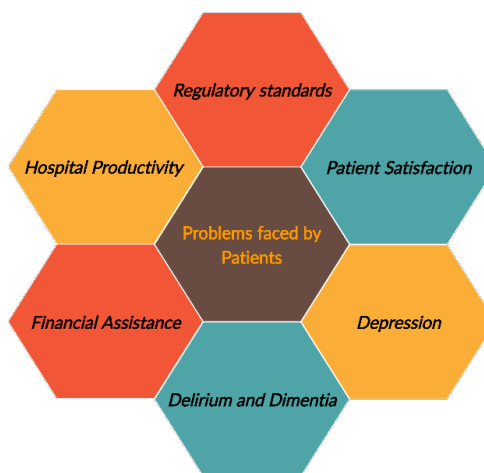 Regulatory standards
Hospital Productivity
Patient Satisfaction
Problems faced by
Patients
Financial Assistance
Depression
Delirium and Dimentia